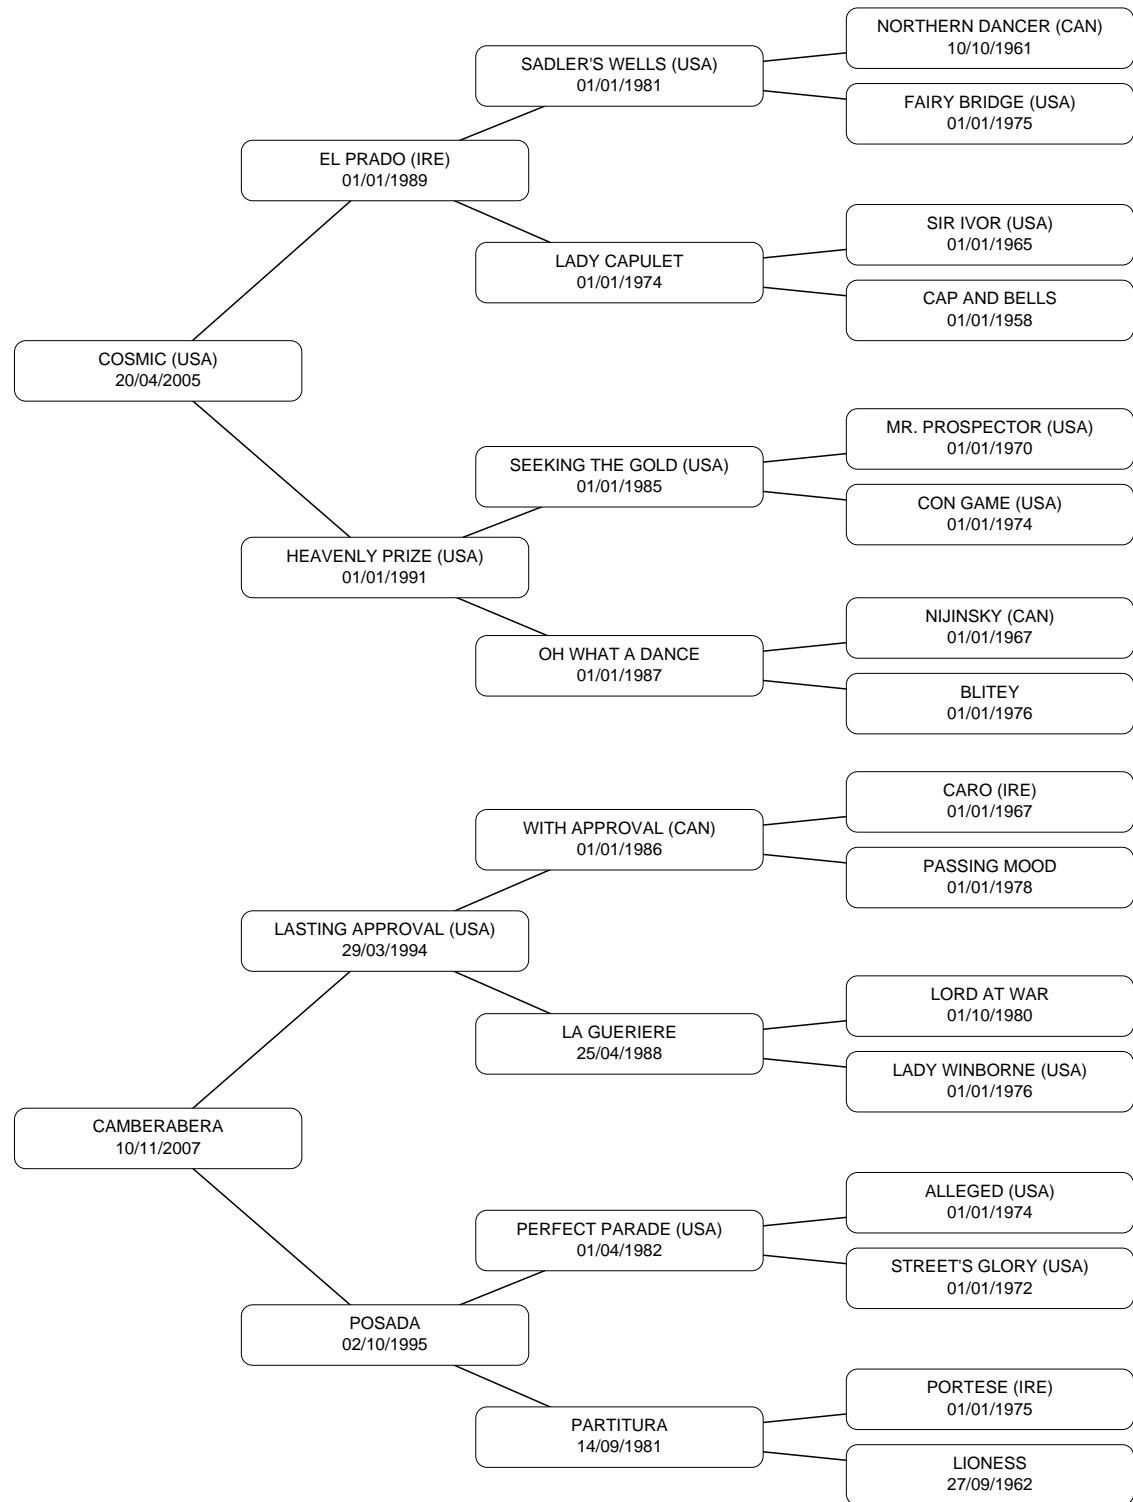 NORTHERN DANCER (CAN)
10/10/1961
SADLER'S WELLS (USA)
01/01/1981
FAIRY BRIDGE (USA)
01/01/1975
EL PRADO (IRE)
01/01/1989
SIR IVOR (USA)
01/01/1965
LADY CAPULET
01/01/1974
CAP AND BELLS
01/01/1958
COSMIC (USA)
20/04/2005
MR. PROSPECTOR (USA)
01/01/1970
SEEKING THE GOLD (USA)
01/01/1985
CON GAME (USA)
01/01/1974
HEAVENLY PRIZE (USA)
01/01/1991
NIJINSKY (CAN)
01/01/1967
OH WHAT A DANCE
01/01/1987
BLITEY
01/01/1976
CARO (IRE)
01/01/1967
WITH APPROVAL (CAN)
01/01/1986
PASSING MOOD
01/01/1978
LASTING APPROVAL (USA)
29/03/1994
LORD AT WAR
01/10/1980
LA GUERIERE
25/04/1988
LADY WINBORNE (USA)
01/01/1976
CAMBERABERA
10/11/2007
ALLEGED (USA)
01/01/1974
PERFECT PARADE (USA)
01/04/1982
STREET'S GLORY (USA)
01/01/1972
POSADA
02/10/1995
PORTESE (IRE)
01/01/1975
PARTITURA
14/09/1981
LIONESS
27/09/1962